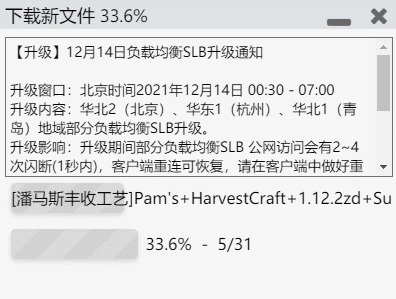 下载新文件 33.6%
【升级】12月14日负载均衡SLB升级通知
升级窗口：北京时间2021年12月14日 00:30 - 07:00
升级内容：华北2（北京）、华东1（杭州）、华北1（青
岛）地域部分负载均衡SLB升级。
升级影响：升级期间部分负载均衡SLB 公网访问会有2~4
次闪断(1秒内)，客户端重连可恢复，请在客户端中做好重
[潘马斯丰收工艺]Pam's+HarvestCraft+1.12.2zd+Su
33.6% - 5/31